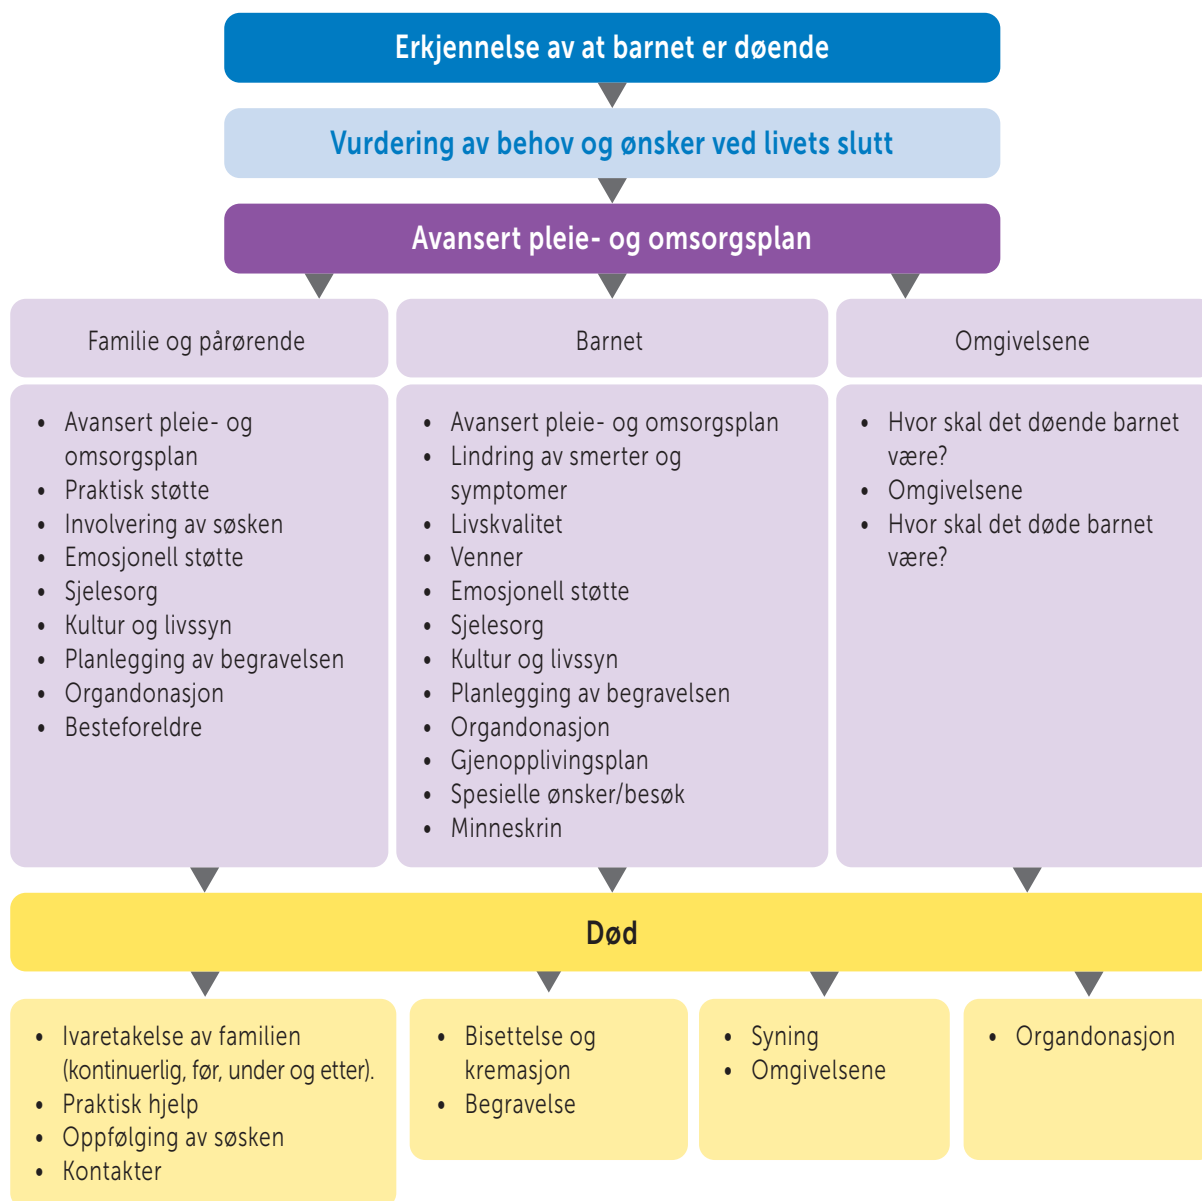 Erkjennelse av at barnet er døende
Vurdering av behov og ønsker ved livets slutt
Avansert pleie- og omsorgsplan
Familie og pårørende
• Avansert pleie- og
omsorgsplan
• Praktisk støtte
• Involvering av søsken
• Emosjonell støtte
• Sjelesorg
• Kultur og livssyn
• Planlegging av begravelsen
• Organdonasjon
• Besteforeldre
Barnet
• Avansert pleie- og omsorgsplan
• Lindring av smerter og
symptomer
• Livskvalitet
• Venner
• Emosjonell støtte
• Sjelesorg
• Kultur og livssyn
• Planlegging av begravelsen
• Organdonasjon
• Gjenopplivingsplan
• Spesielle ønsker/besøk
• Minneskrin
Omgivelsene
• Hvor skal det døende barnet
være?
• Omgivelsene
• Hvor skal det døde barnet
være?
Død
• Ivaretakelse av familien
(kontinuerlig, før, under og etter).
• Praktisk hjelp
• Oppfølging av søsken
• Kontakter
• Bisettelse og
kremasjon
• Begravelse
• Syning
• Omgivelsene
• Organdonasjon